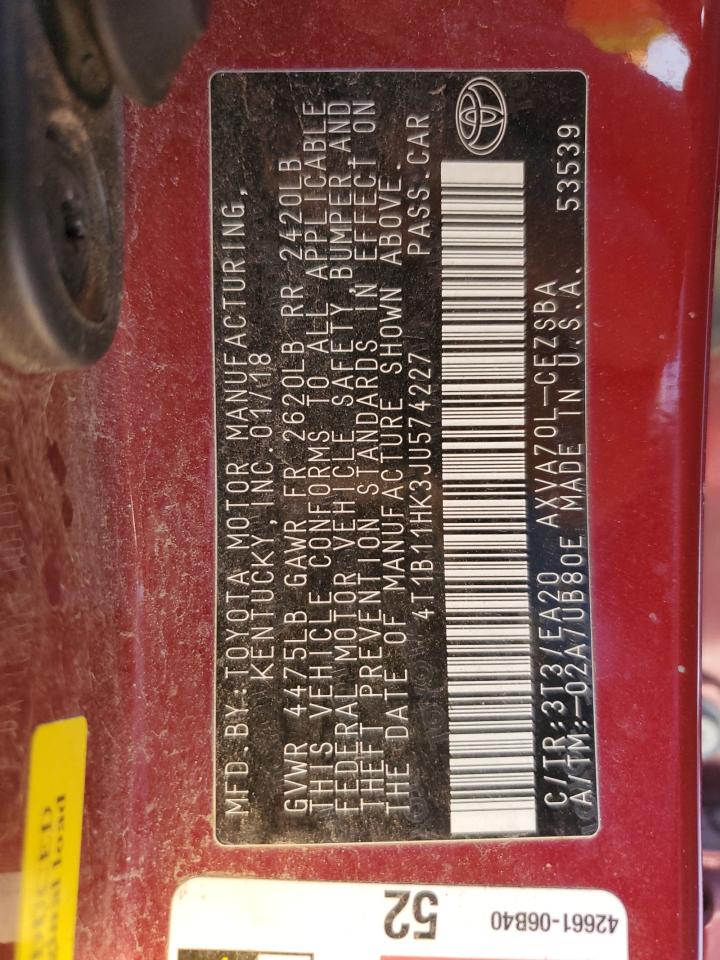 MFD.BY:TOYOTA MOTOR MANUFACTURING,
KENTUCKY,INC.01/18
GVWR 4475LB GAWR FR 2620LB RR 2420LB
THIS VEHICLE CONFORMS TO ALL APPLICABLE
FEDERAL MOTOR VEHICLE SAFETY,BUMPER,AND
THEFT PREVENTION STANDARDS IN EFFECT ON
THE DATE OF MANUFACTURE SHOWN ABOVE.
4T1B11HK3JU574227 PASS.CAR
C/TR:3T3/EA20 AXVA70L-CEZSBA 53539
A/TM:-02A/UB80E MADE IN U.S.A.
52
42661-06B40
load